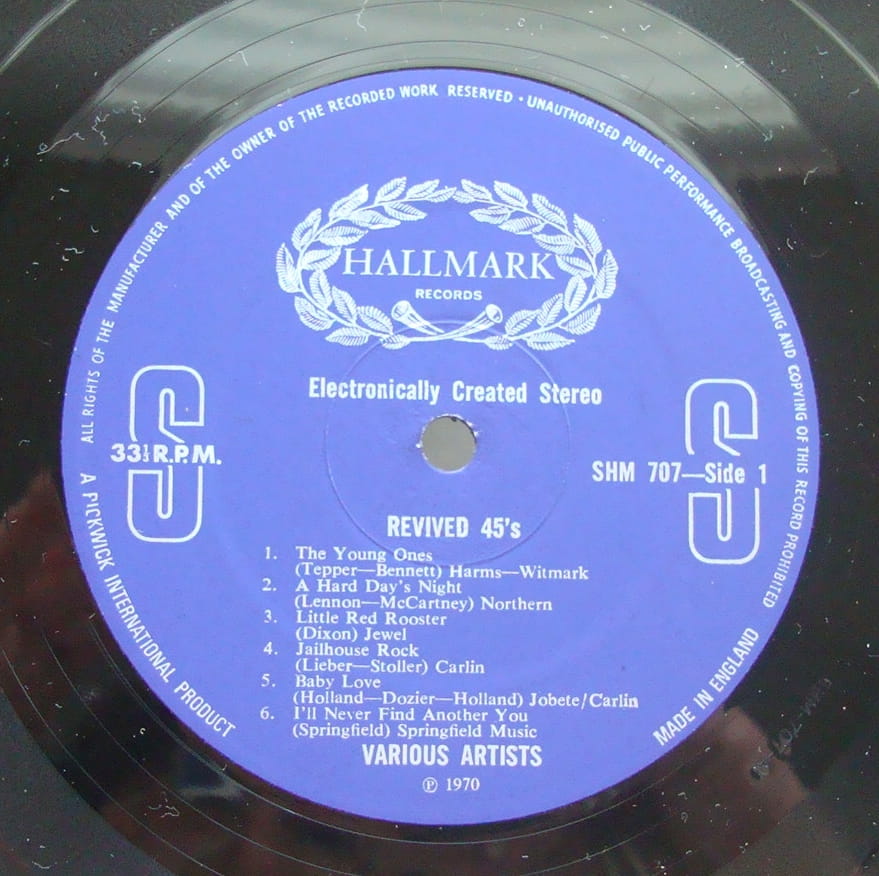 ALL RIGHTS OF THE MANUFACTURER AND OF THE OWNER OF THE RECORDED WORK RESERVED · UNAUTHORISED PUBLIC PERFORMANCE BROADCASTING AND COPYING OF THIS RECORD PROHIBITED
HALLMARK
RECORDS
Electronically Created Stereo
S
33⅓ R.P.M.
S
SHM 707—Side 1
REVIVED 45's
1. The Young Ones
(Tepper—Bennett) Harms—Witmark
2. A Hard Day's Night
(Lennon—McCartney) Northern
3. Little Red Rooster
(Dixon) Jewel
4. Jailhouse Rock
(Lieber—Stoller) Carlin
5. Baby Love
(Holland—Dozier—Holland) Jobete/Carlin
6. I'll Never Find Another You
(Springfield) Springfield Music
VARIOUS ARTISTS
℗ 1970
A PICKWICK INTERNATIONAL PRODUCT
MADE IN ENGLAND